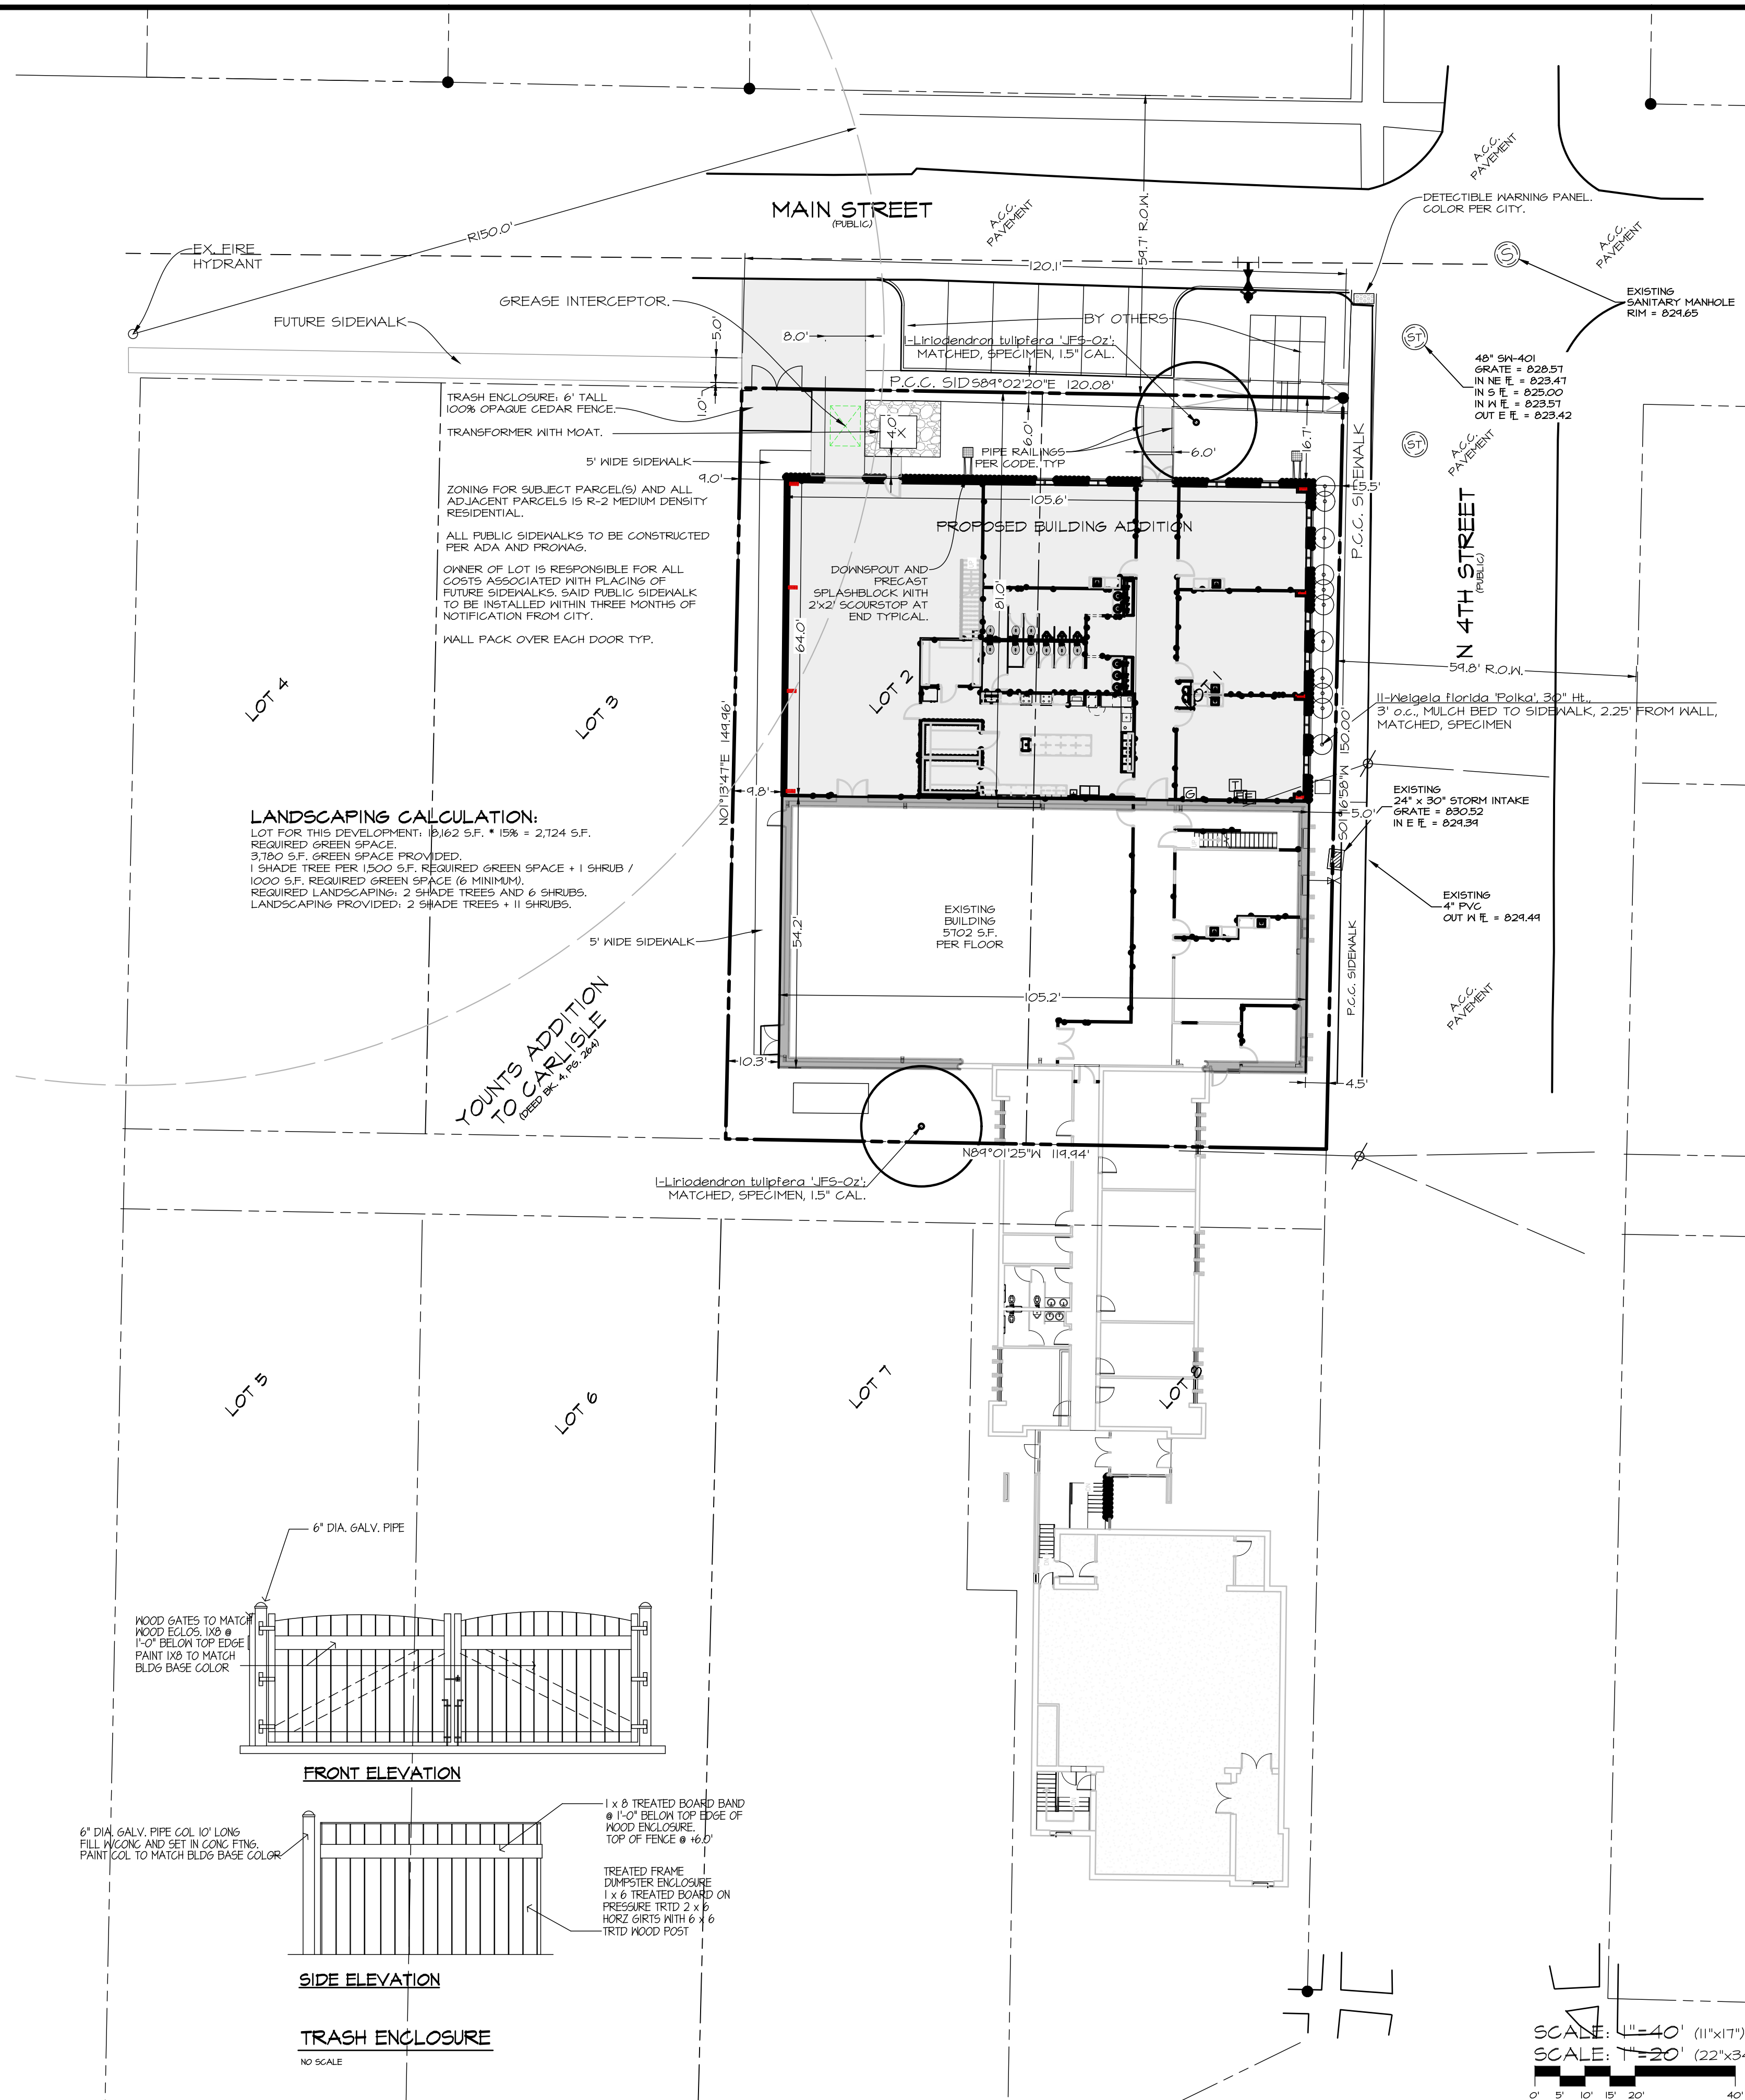 MAIN STREET
(PUBLIC)
A.C.C.
PAVEMENT
A.C.C.
PAVEMENT
59.7' R.O.W.
DETECTIBLE WARNING PANEL.
COLOR PER CITY.
A.C.C.
PAVEMENT
R150.0'
EX. FIRE
HYDRANT
120.1'
S
EXISTING
SANITARY MANHOLE
RIM = 829.65
GREASE INTERCEPTOR.
FUTURE SIDEWALK
5.0'
8.0'
BY OTHERS
1-Liriodendron tulipfera 'JFS-Oz';
MATCHED, SPECIMEN, 1.5" CAL.
ST
48" SW-401
GRATE = 828.57
IN NE FL = 823.47
IN S FL = 825.00
IN W FL = 823.57
OUT E FL = 823.42
P.C.C. SID S89°02'20"E 120.08'
TRASH ENCLOSURE; 6' TALL
100% OPAQUE CEDAR FENCE.
1.0'
TRANSFORMER WITH MOAT.
X
4.0'
6.0'
16.7'
ST
A.C.C.
PAVEMENT
PIPE RAILINGS
PER CODE. TYP
6.0'
5' WIDE SIDEWALK
9.0'
5.5'
P.C.C. SIDEWALK
ZONING FOR SUBJECT PARCEL(S) AND ALL
ADJACENT PARCELS IS R-2 MEDIUM DENSITY
RESIDENTIAL.
105.6'
PROPOSED BUILDING ADDITION
ALL PUBLIC SIDEWALKS TO BE CONSTRUCTED
PER ADA AND PROWAG.
N 4TH STREET
(PUBLIC)
OWNER OF LOT IS RESPONSIBLE FOR ALL
COSTS ASSOCIATED WITH PLACING OF
FUTURE SIDEWALKS. SAID PUBLIC SIDEWALK
TO BE INSTALLED WITHIN THREE MONTHS OF
NOTIFICATION FROM CITY.
DOWNSPOUT AND
PRECAST
SPLASHBLOCK WITH
2'x2' SCOURSTOP AT
END TYPICAL.
81.0'
64.0'
WALL PACK OVER EACH DOOR TYP.
59.8' R.O.W.
LOT 4
LOT 3
LOT 2
LOT 1
11-Weigela florida 'Polka', 30" Ht.,
3' o.c., MULCH BED TO SIDEWALK, 2.25' FROM WALL,
MATCHED, SPECIMEN
N01°13'47"E 149.96'
S01°16'58"W 150.00'
9.8'
G
T
E
5.0'
EXISTING
24" x 30" STORM INTAKE
GRATE = 830.52
IN E FL = 829.39
LANDSCAPING CALCULATION:
LOT FOR THIS DEVELOPMENT: 18,162 S.F. * 15% = 2,724 S.F.
REQUIRED GREEN SPACE.
3,780 S.F. GREEN SPACE PROVIDED.
1 SHADE TREE PER 1,500 S.F. REQUIRED GREEN SPACE + 1 SHRUB /
1000 S.F. REQUIRED GREEN SPACE (6 MINIMUM).
REQUIRED LANDSCAPING: 2 SHADE TREES AND 6 SHRUBS.
LANDSCAPING PROVIDED: 2 SHADE TREES + 11 SHRUBS.
EXISTING
4" PVC
OUT W FL = 829.49
EXISTING
BUILDING
5702 S.F.
PER FLOOR
5' WIDE SIDEWALK
54.2'
P.C.C. SIDEWALK
105.2'
A.C.C.
PAVEMENT
YOUNTS ADDITION
TO CARLISLE
(DEED BK. 4, PG. 264)
10.3'
4.5'
N89°01'25"W 119.94'
1-Liriodendron tulipfera 'JFS-Oz';
MATCHED, SPECIMEN, 1.5" CAL.
LOT 5
LOT 6
LOT 7
LOT 8
6" DIA. GALV. PIPE
WOOD GATES TO MATCH
WOOD ECLOS. 1X8 @
1'-0" BELOW TOP EDGE
PAINT 1X8 TO MATCH
BLDG BASE COLOR
FRONT ELEVATION
1 x 8 TREATED BOARD BAND
@ 1'-0" BELOW TOP EDGE OF
WOOD ENCLOSURE.
TOP OF FENCE @ +6.0'
6" DIA. GALV. PIPE COL 10' LONG
FILL W/CONC AND SET IN CONC FTNG.
PAINT COL TO MATCH BLDG BASE COLOR
TREATED FRAME
DUMPSTER ENCLOSURE
1 x 6 TREATED BOARD ON
PRESSURE TRTD 2 x 6
HORZ GIRTS WITH 6 x 6
TRTD WOOD POST
SIDE ELEVATION
TRASH ENCLOSURE
NO SCALE
SCALE: 1"=40' (11"x17")
SCALE: 1"=20' (22"x34
0' 5' 10' 15' 20' 40'